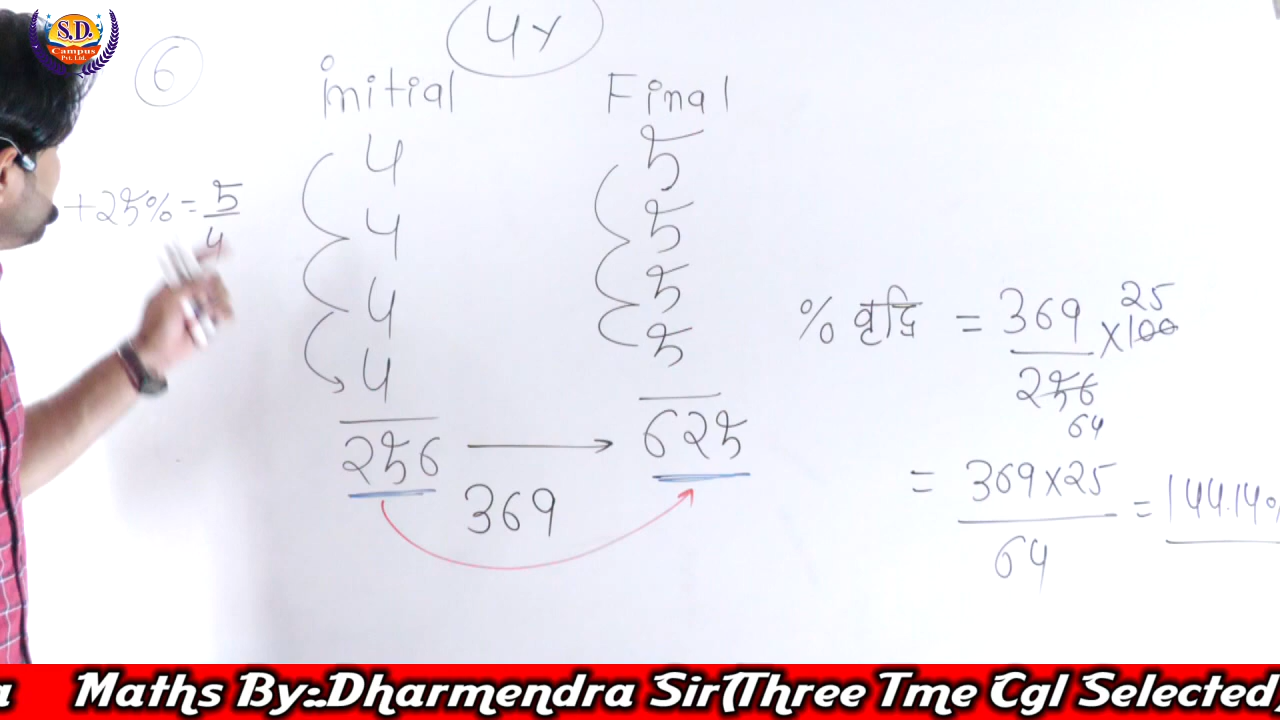 S.D.
Campus
Pvt. Ltd.
6
4Y
initial Final
4 5
4 5
4 5
4 5
256 → 625
369
+25% = 5/4
% वृद्धि = 369/256 × 100
25
64
= 369×25/64 = 144.14%
a Maths By:-Dharmendra Sir(Three Tme Cgl Selected)